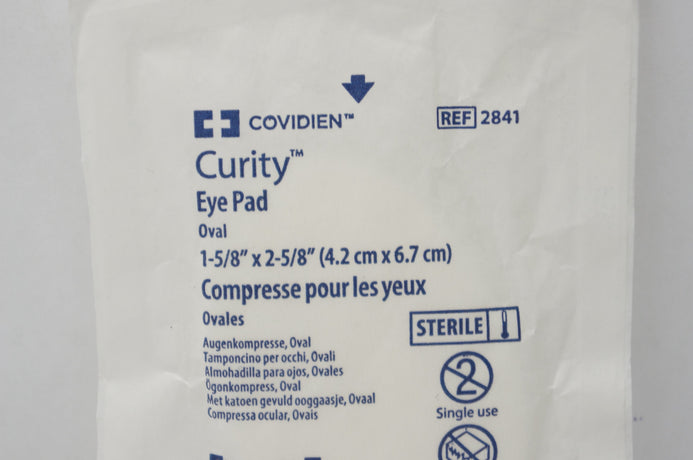 COVIDIEN™
REF 2841
Curity™
Eye Pad
Oval
1-5/8" x 2-5/8" (4.2 cm x 6.7 cm)
Compresse pour les yeux
Ovales
STERILE
Augenkompresse, Oval
Tamponcino per occhi, Ovali
Almohadilla para ojos, Ovales
Ögonkompress, Oval
Met katoen gevuld ooggaasje, Ovaal
Compressa ocular, Ovais
2
Single use